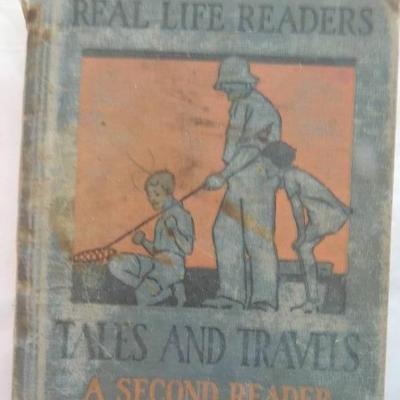 REAL LIFE READERS
TALES AND TRAVELS
A SECOND READER